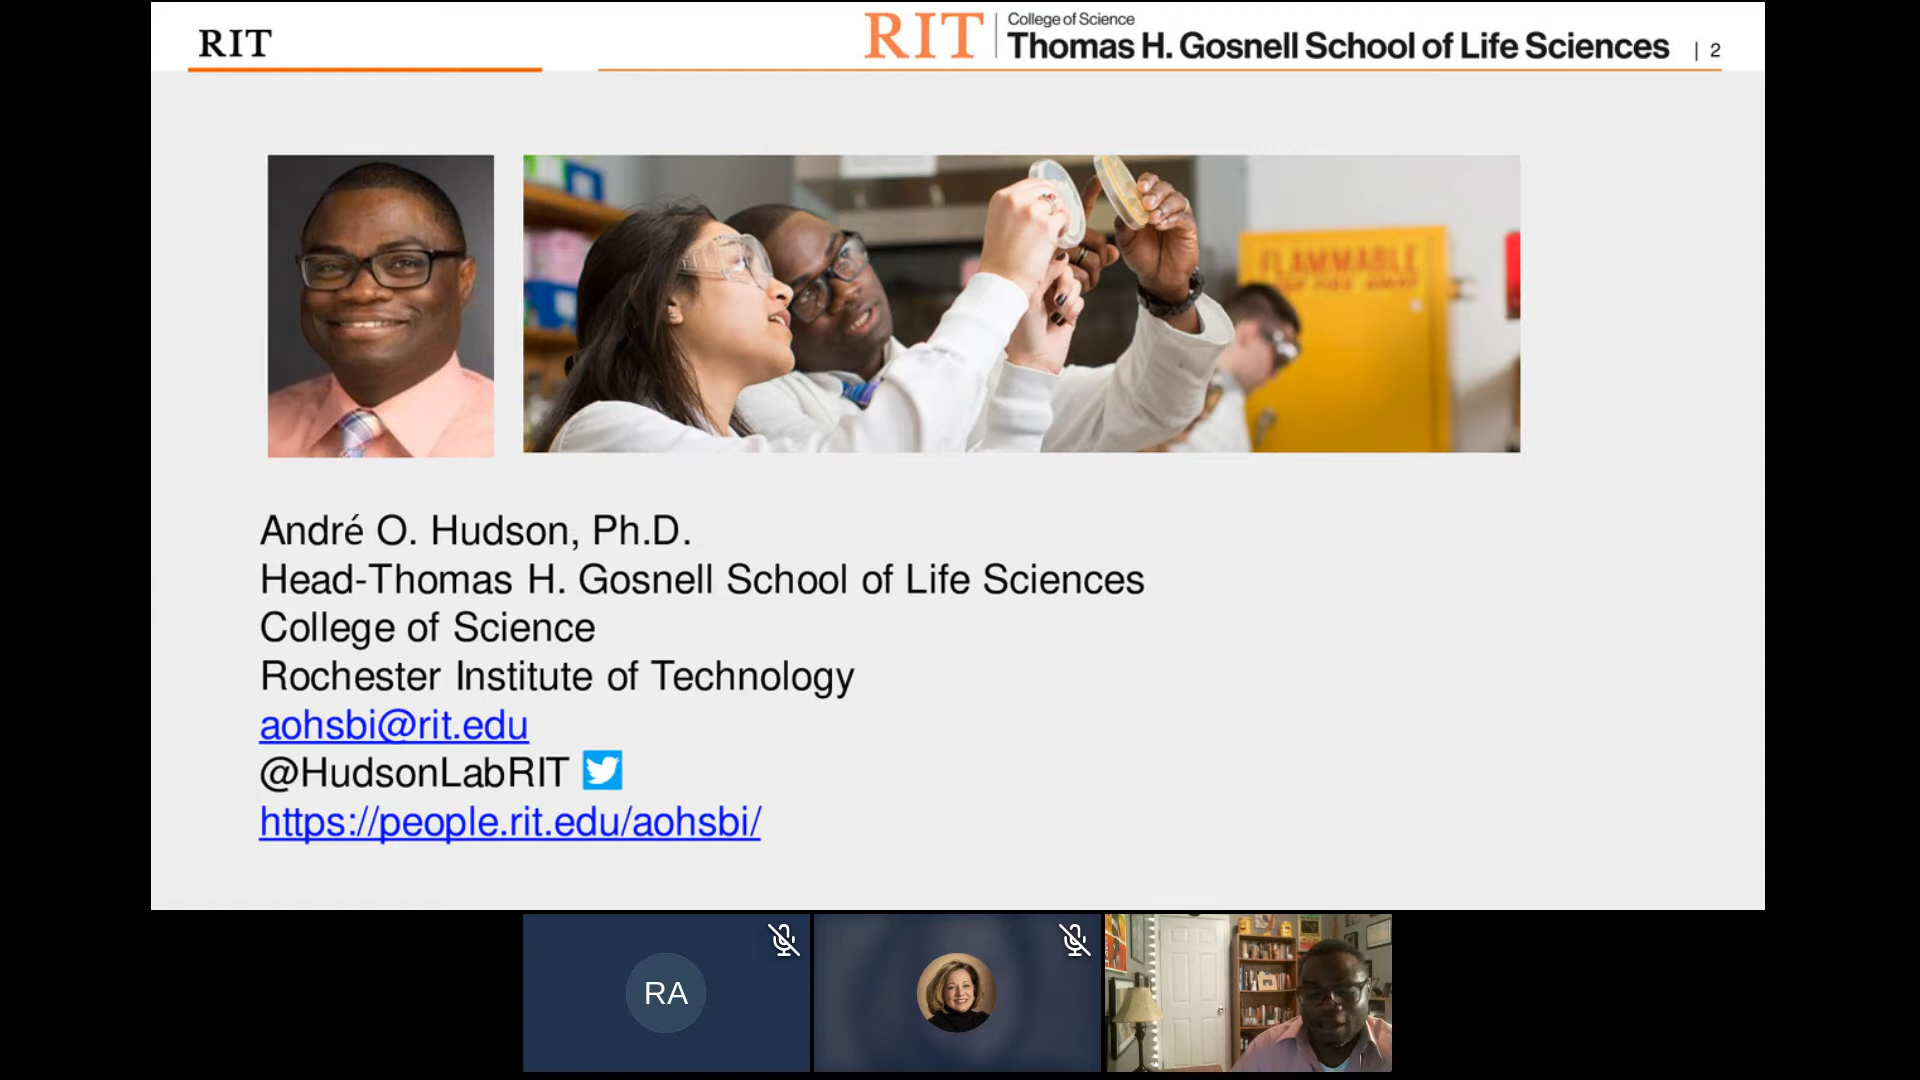 RIT
RIT
College of Science
Thomas H. Gosnell School of Life Sciences
| 2
FLAMMABLE
André O. Hudson, Ph.D.
Head-Thomas H. Gosnell School of Life Sciences
College of Science
Rochester Institute of Technology
aohsbi@rit.edu
@HudsonLabRIT
https://people.rit.edu/aohsbi/
RA